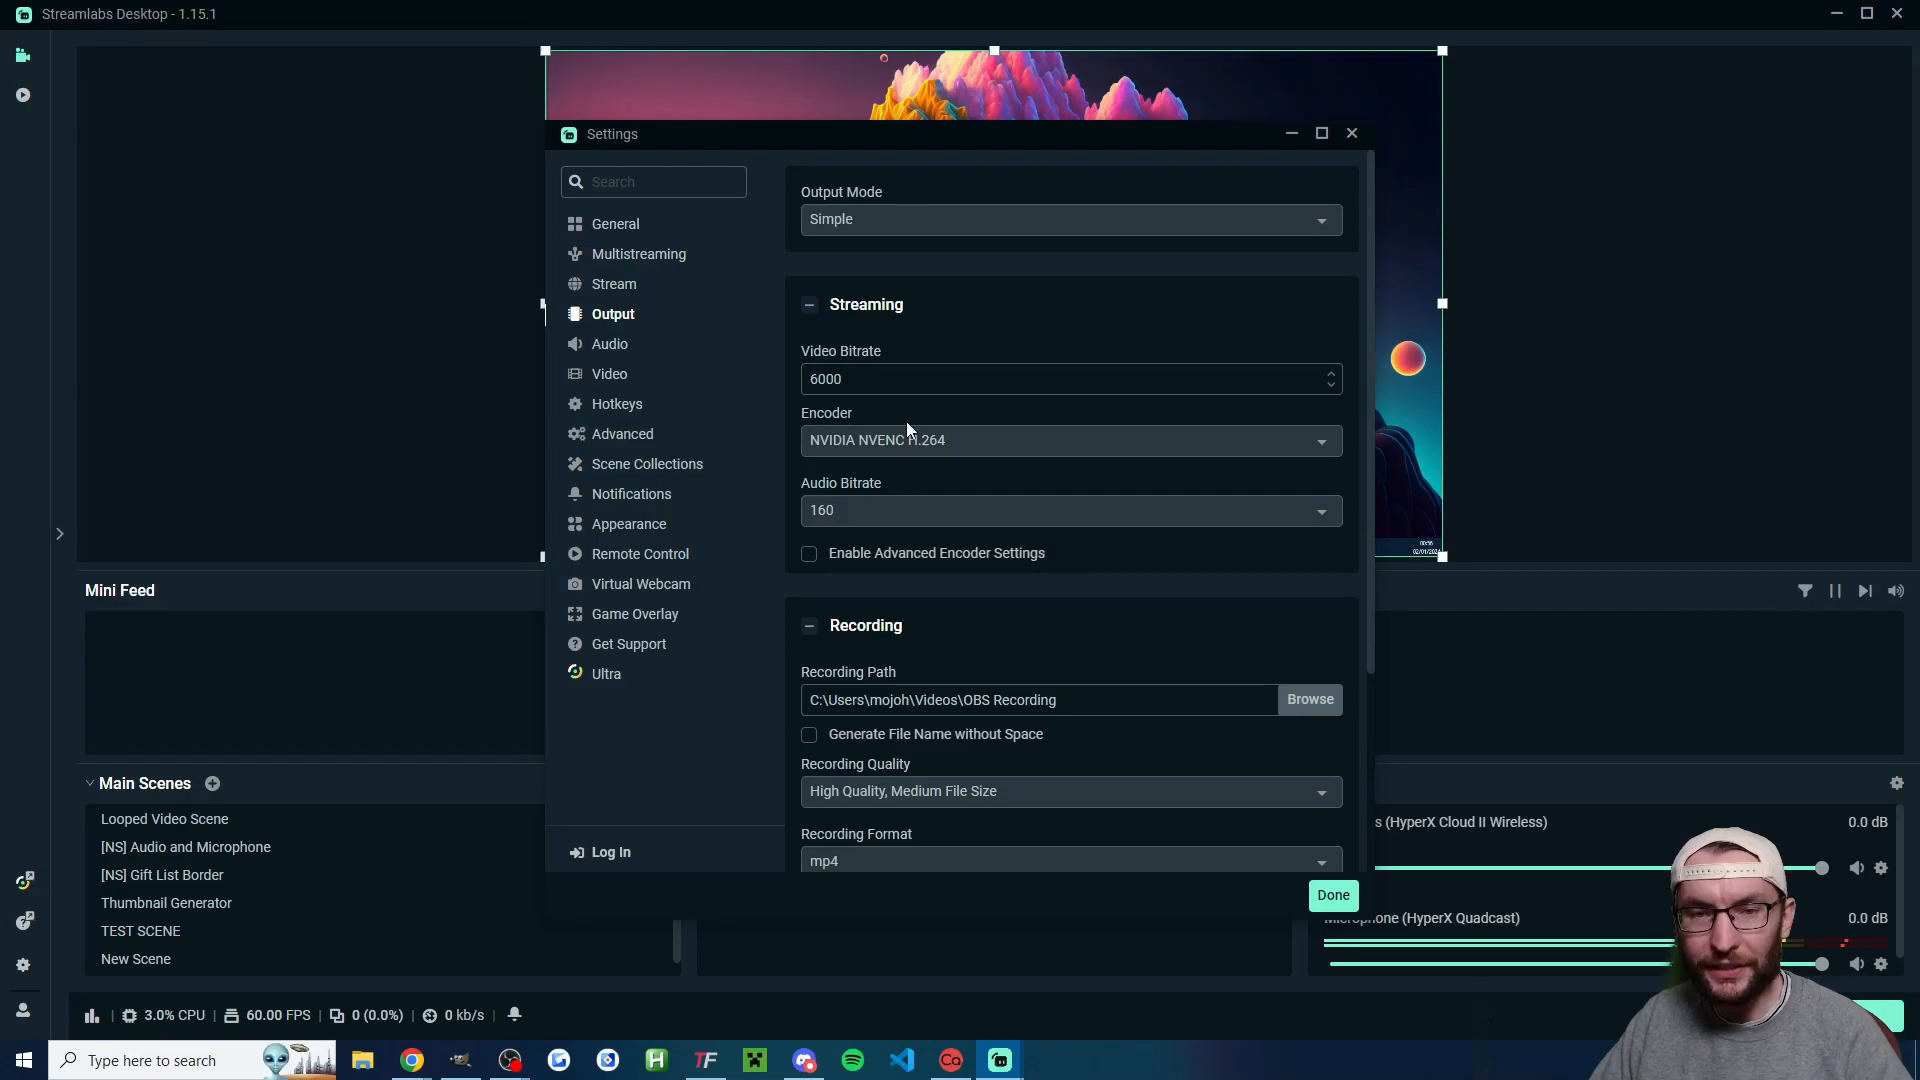 Streamlabs Desktop - 1.15.1
Settings
Search
General
Multistreaming
Stream
Output
Audio
Video
Hotkeys
Advanced
Scene Collections
Notifications
Appearance
Remote Control
Virtual Webcam
Game Overlay
Get Support
Ultra
Log In
Output Mode
Simple
Streaming
Video Bitrate
6000
Encoder
NVIDIA NVENC H.264
Audio Bitrate
160
Enable Advanced Encoder Settings
Recording
Recording Path
C:\Users\mojoh\Videos\OBS Recording
Browse
Generate File Name without Space
Recording Quality
High Quality, Medium File Size
Recording Format
mp4
Done
00:56
02/01/2024
Mini Feed
Main Scenes
Looped Video Scene
[NS] Audio and Microphone
[NS] Gift List Border
Thumbnail Generator
TEST SCENE
New Scene
s (HyperX Cloud II Wireless)
0.0 dB
Microphone (HyperX Quadcast)
0.0 dB
3.0% CPU
60.00 FPS
0 (0.0%)
0 kb/s
Type here to search